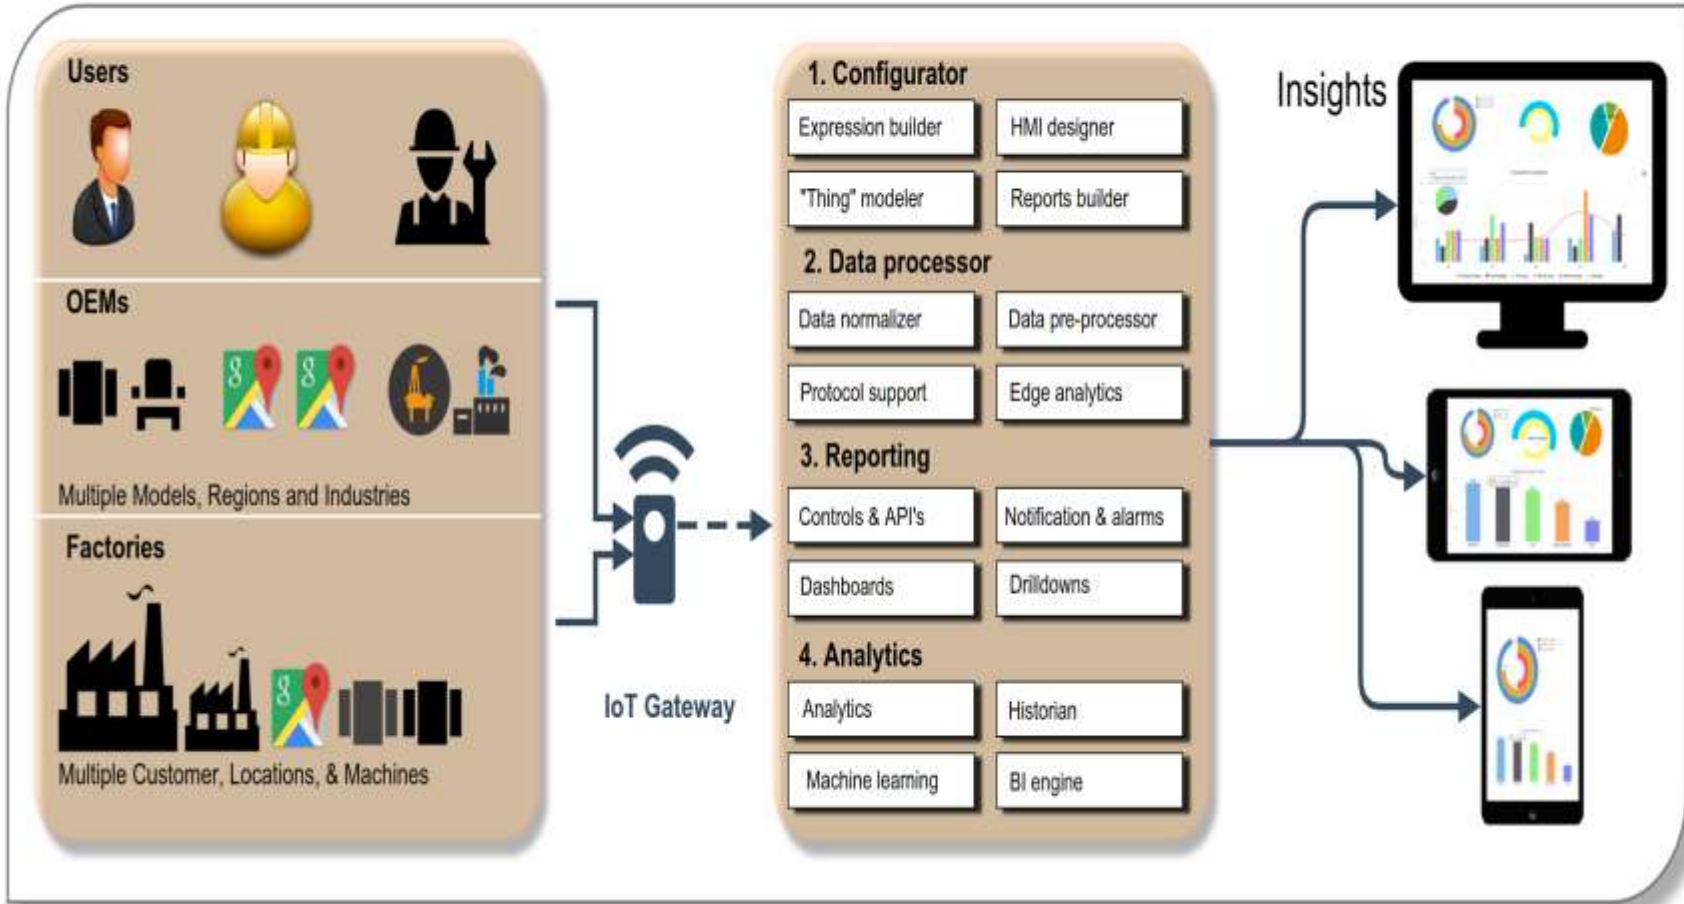 Users
OEMs
g
g
Multiple Models, Regions and Industries
Factories
g
Multiple Customer, Locations, & Machines
IoT Gateway
1. Configurator
Expression builder
HMI designer
"Thing" modeler
Reports builder
2. Data processor
Data normalizer
Data pre-processor
Protocol support
Edge analytics
3. Reporting
Controls & API's
Notification & alarms
Dashboards
Drilldowns
4. Analytics
Analytics
Historian
Machine learning
BI engine
Insights